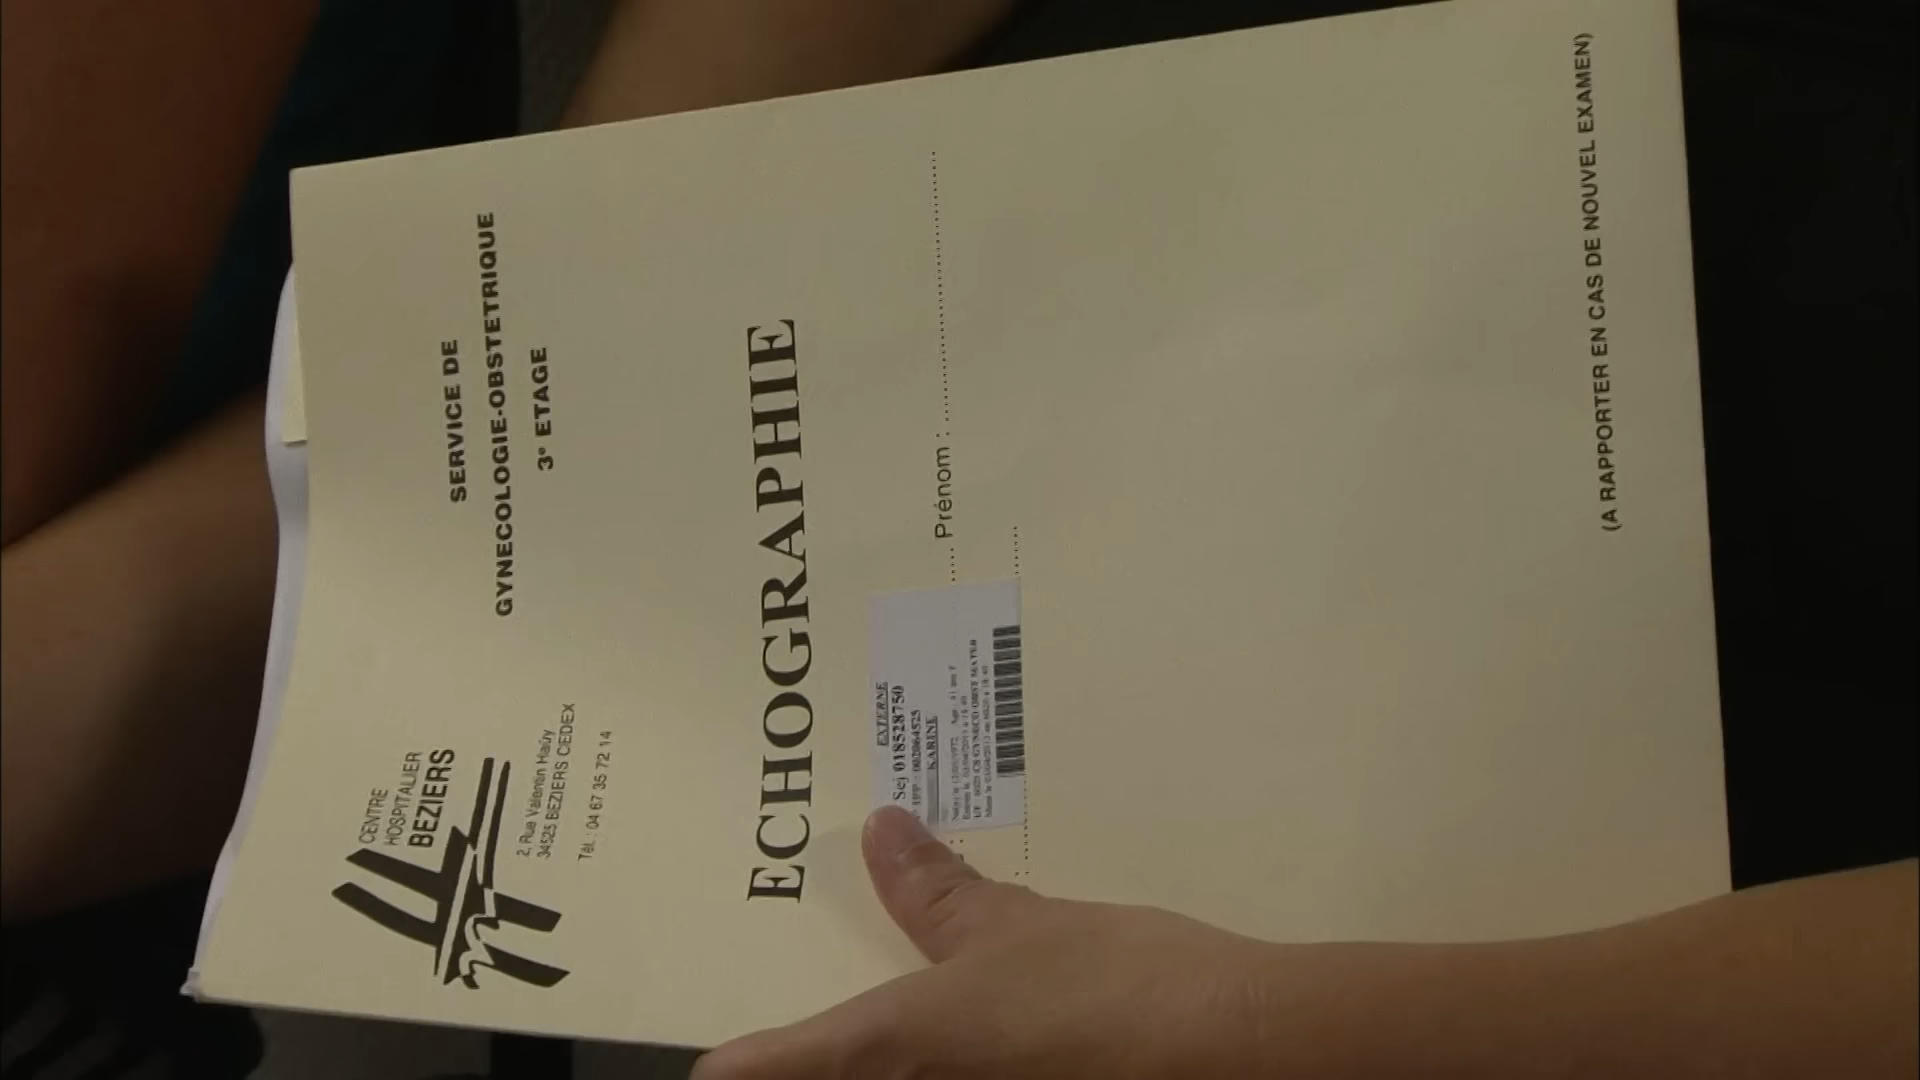 CENTRE
HOSPITALIER
BEZIERS
2, Rue Valentin Haüy
34525 BEZIERS CEDEX
Tél. : 04 67 35 72 14
SERVICE DE
GYNECOLOGIE-OBSTETRIQUE
3e ETAGE
ECHOGRAPHIE
EXTERNE
Sej 018528750
KARINE
Prénom :
(A RAPPORTER EN CAS DE NOUVEL EXAMEN)